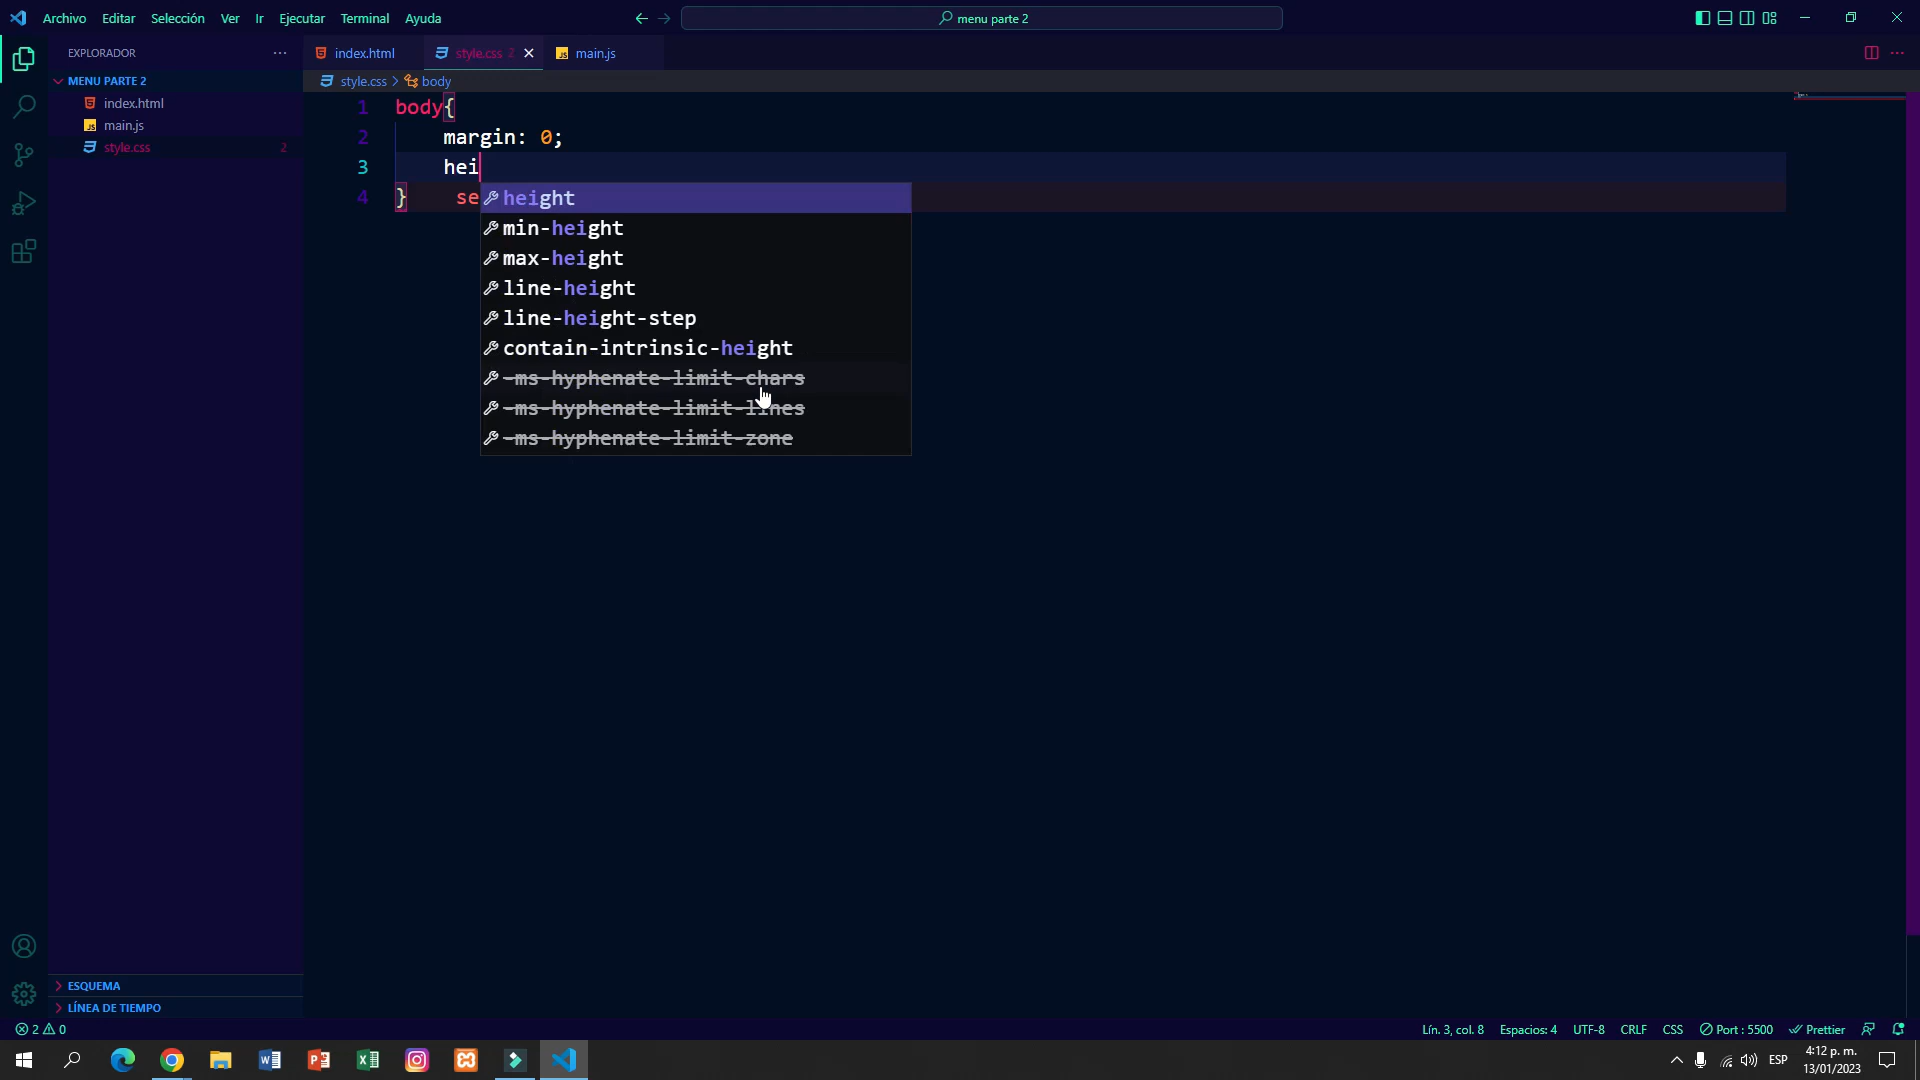 Archivo Editar Selección Ver Ir Ejecutar Terminal Ayuda
menu parte 2
EXPLORADOR
index.html
style.css 2
main.js
MENU PARTE 2
index.html
main.js
style.css 2
style.css > body
1 body{
2 margin: 0;
3 hei
4 } se
height
min-height
max-height
line-height
line-height-step
contain-intrinsic-height
-ms-hyphenate-limit-chars
-ms-hyphenate-limit-lines
-ms-hyphenate-limit-zone
ESQUEMA
LÍNEA DE TIEMPO
2 0
Lín. 3, col. 8 Espacios: 4 UTF-8 CRLF CSS Port : 5500 Prettier
ESP
4:12 p. m.
13/01/2023